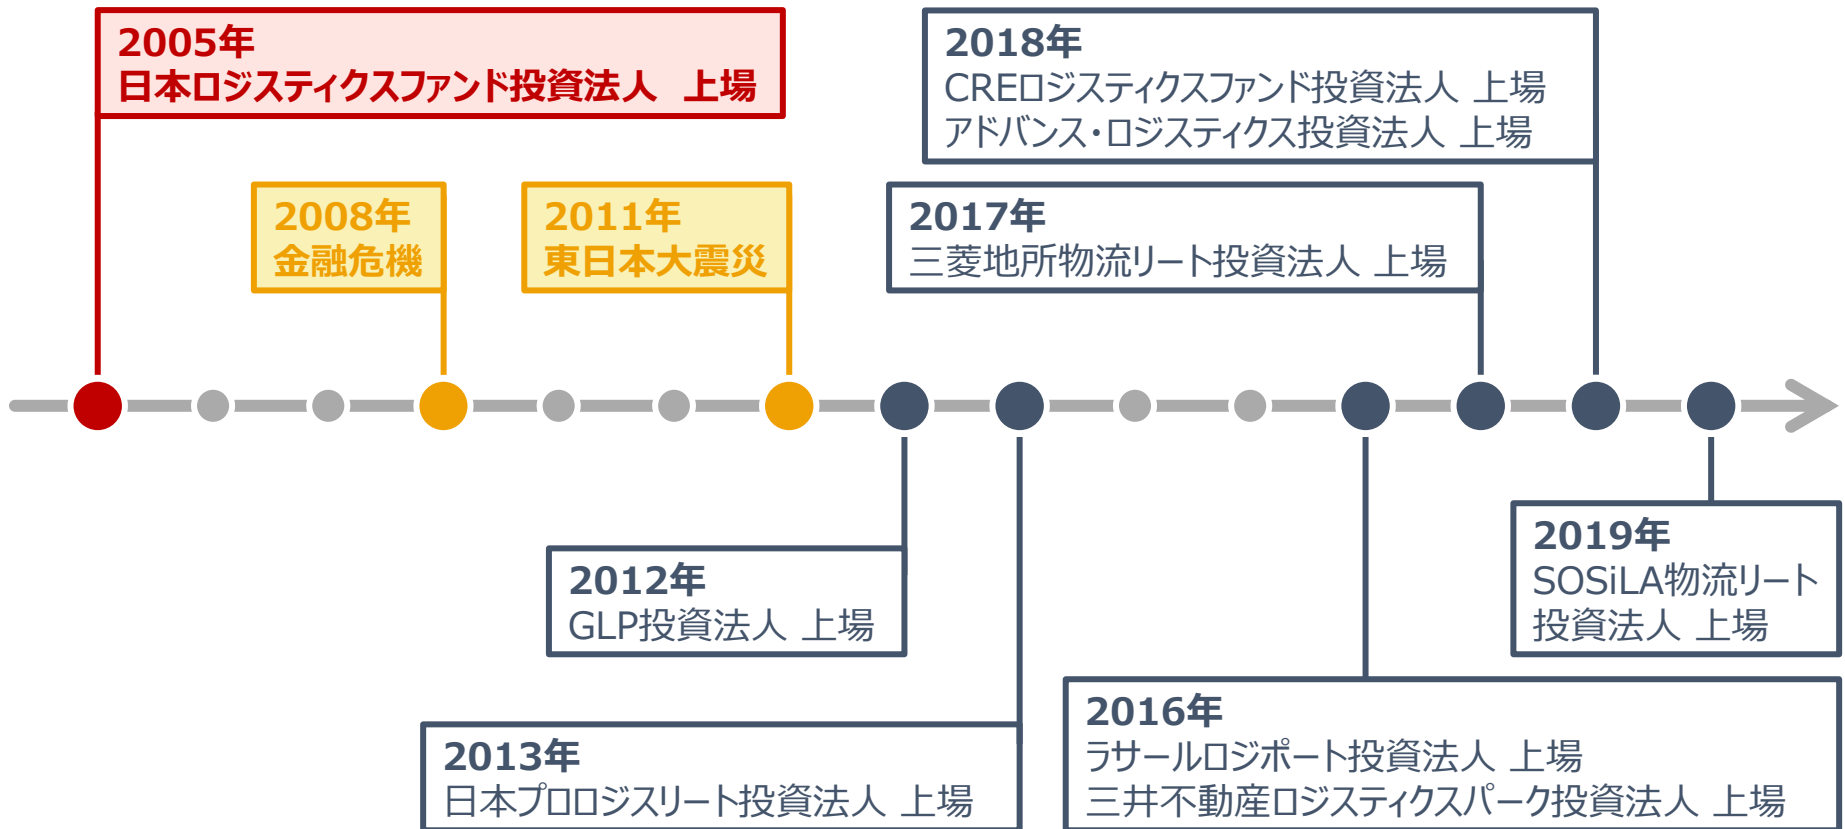 2005年
日本ロジスティクスファンド投資法人 上場
2008年
金融危機
2011年
東日本大震災
2018年
CREロジスティクスファンド投資法人 上場
アドバンス・ロジスティクス投資法人 上場
2017年
三菱地所物流リート投資法人 上場
2012年
GLP投資法人 上場
2013年
日本プロロジスリート投資法人 上場
2019年
SOSiLA物流リート
投資法人 上場
2016年
ラサールロジポート投資法人 上場
三井不動産ロジスティクスパーク投資法人 上場